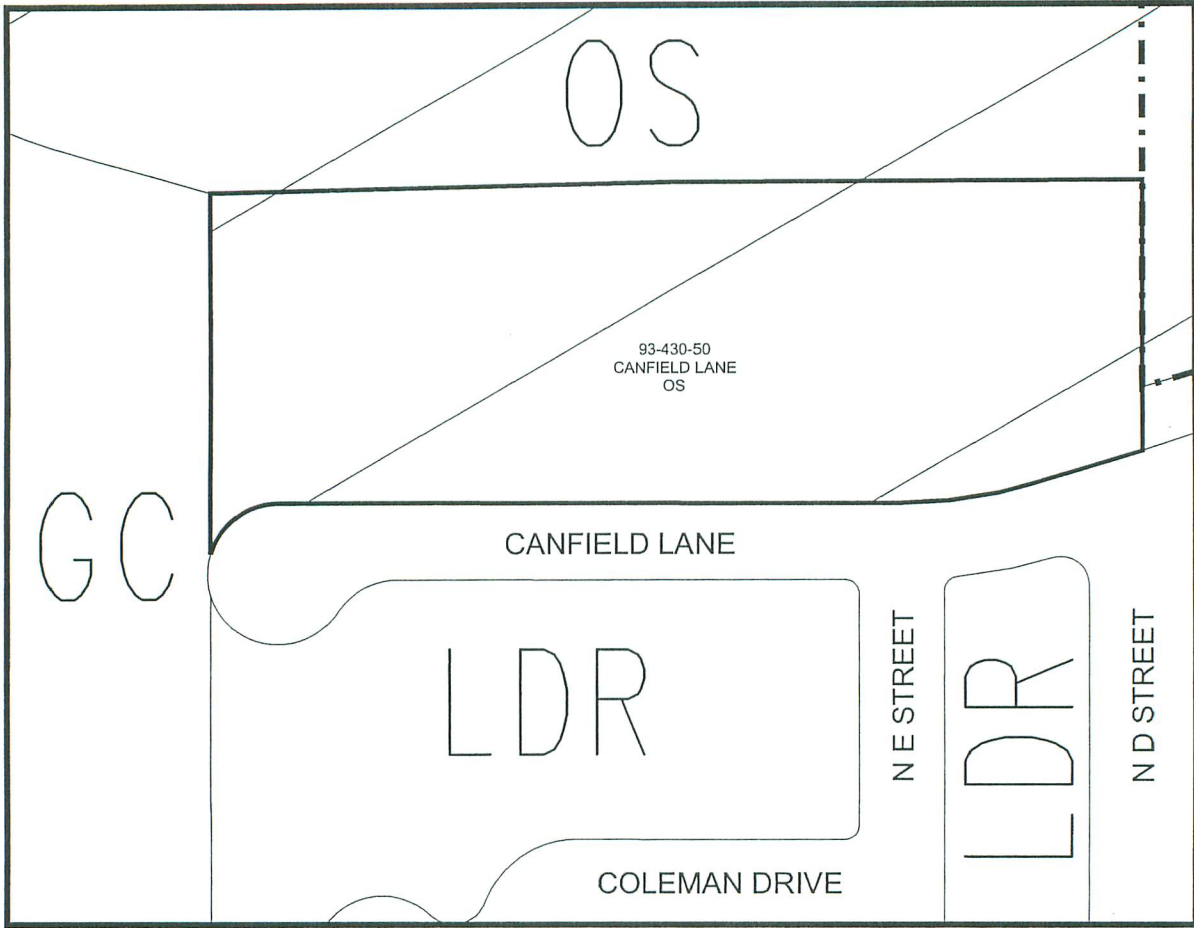 OS
93-430-50
CANFIELD LANE
OS
GC
CANFIELD LANE
LDR
N E STREET
LDR
N D STREET
COLEMAN DRIVE